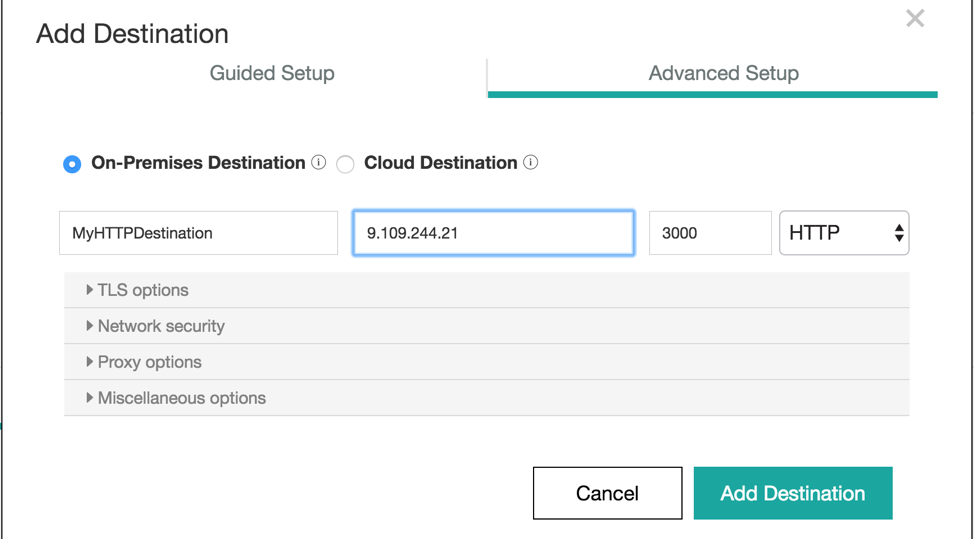 Add Destination
Guided Setup Advanced Setup
On-Premises Destination Cloud Destination
MyHTTPDestination 9.109.244.21 3000 HTTP
TLS options
Network security
Proxy options
Miscellaneous options
Cancel Add Destination